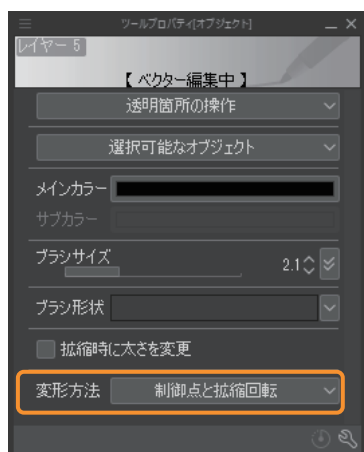 ツールプロパティ[オブジェクト]
レイヤー 5
【 ベクター編集中 】
透明箇所の操作
選択可能なオブジェクト
メインカラー
サブカラー
ブラシサイズ 2.1
ブラシ形状
拡縮時に太さを変更
変形方法 制御点と拡縮回転